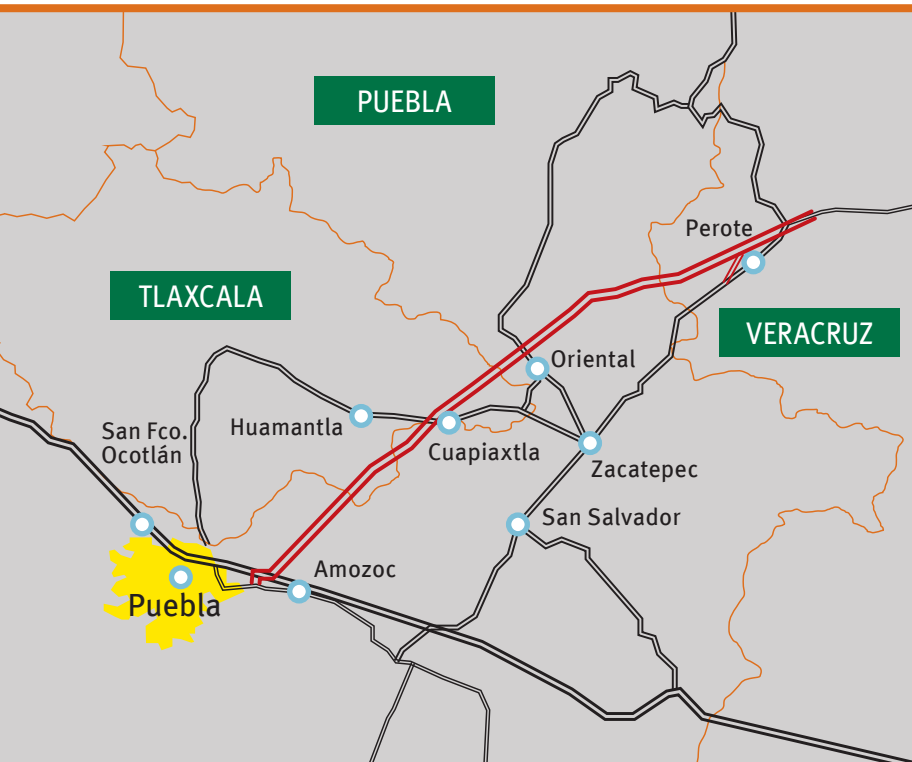 PUEBLA
Perote
TLAXCALA
VERACRUZ
Oriental
Huamantla
San Fco.
Ocotlán
Cuapiaxtla
Zacatepec
San Salvador
Amozoc
Puebla